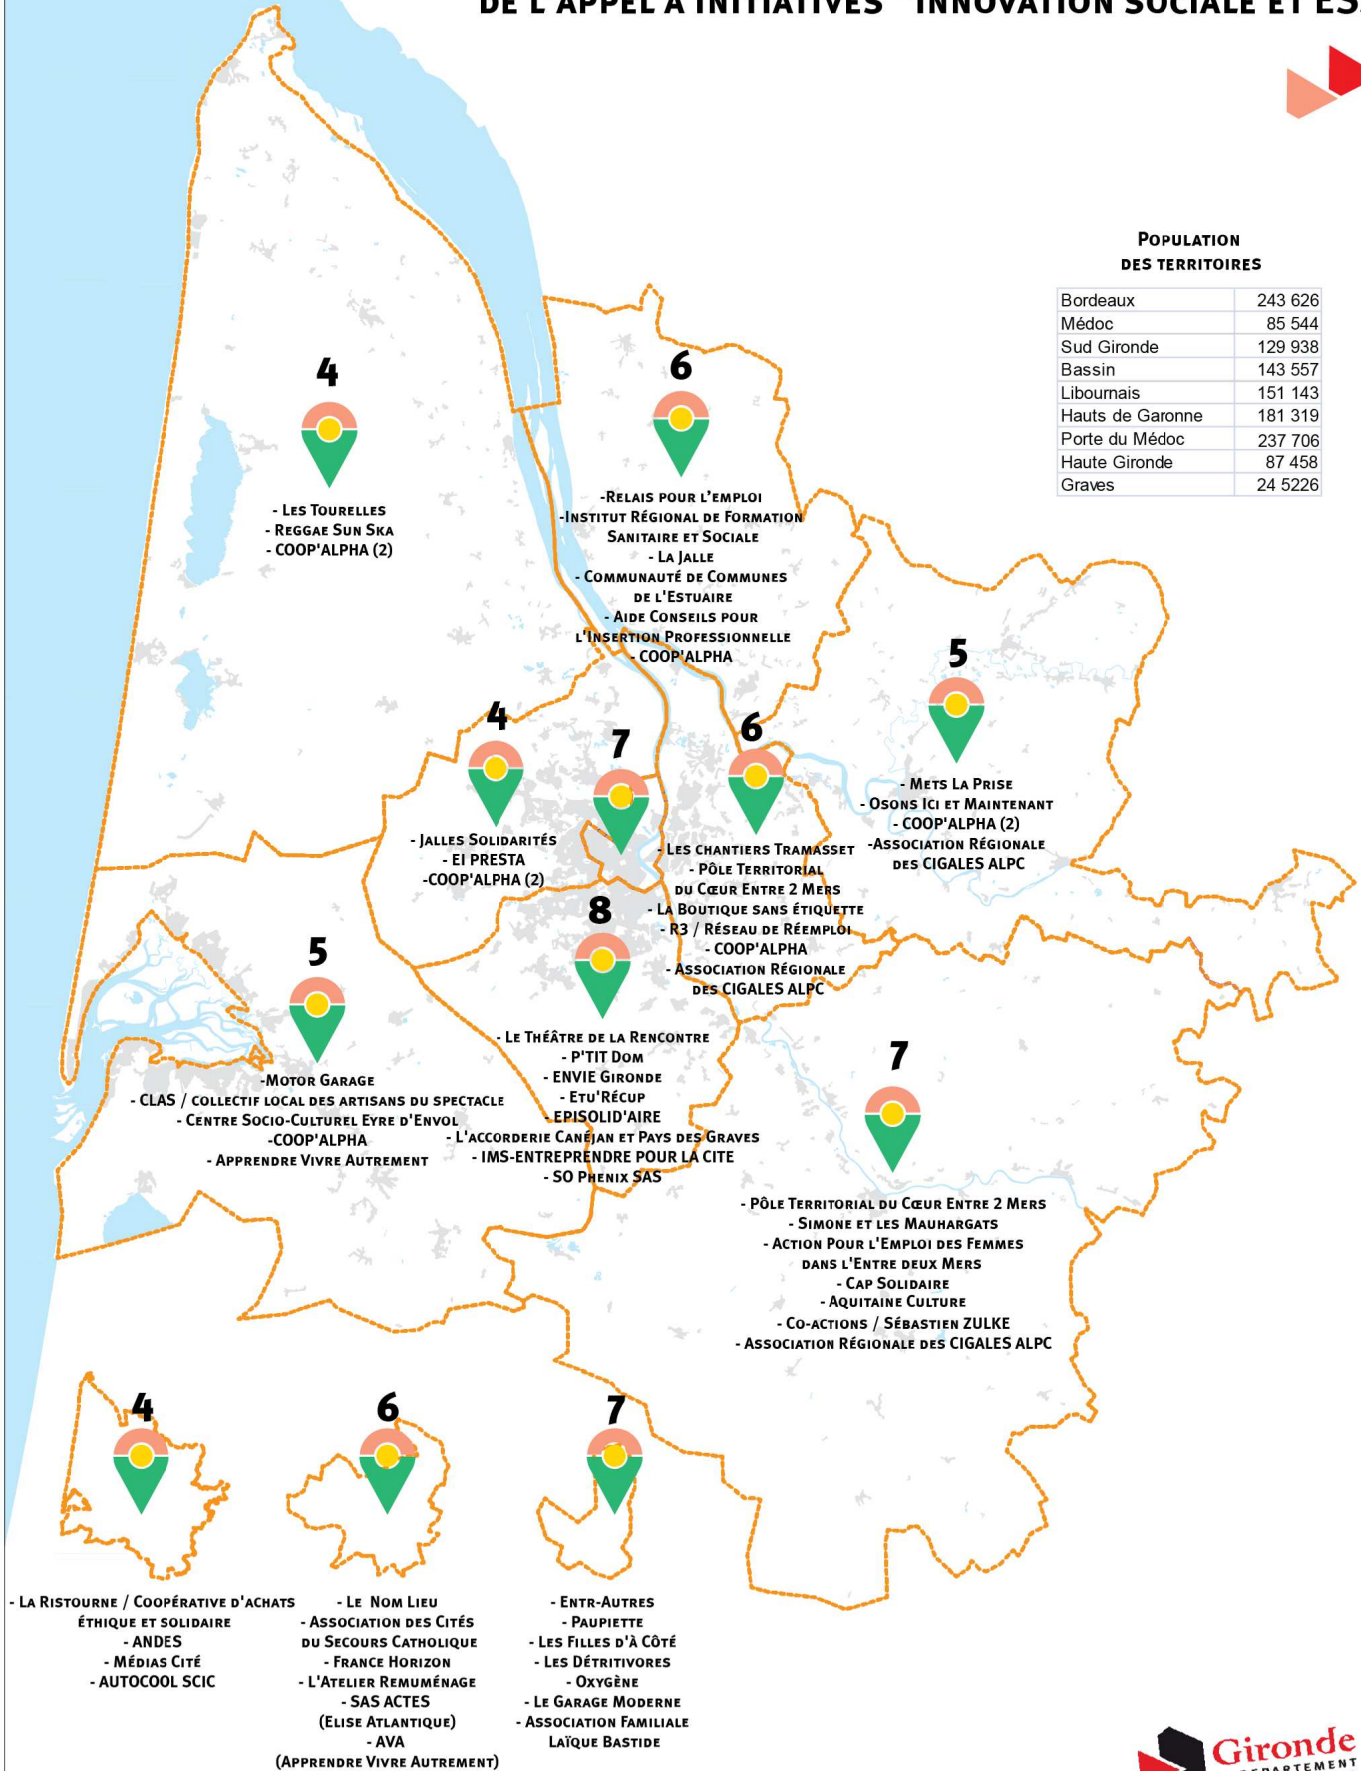 DE L'APPEL À INITIATIVES "INNOVATION SOCIALE ET
POPULATION
DES TERRITOIRES
Bordeaux 243 626
Médoc 85 544
Sud Gironde 129 938
Bassin 143 557
Libournais 151 143
Hauts de Garonne 181 319
Porte du Médoc 237 706
Haute Gironde 87 458
Graves 24 5226
4
- LES TOURELLES
- REGGAE SUN SKA
- COOP'ALPHA (2)
6
-RELAIS POUR L'EMPLOI
-INSTITUT RÉGIONAL DE FORMATION
SANITAIRE ET SOCIALE
- LA JALLE
- COMMUNAUTÉ DE COMMUNES
DE L'ESTUAIRE
- AIDE CONSEILS POUR
L'INSERTION PROFESSIONNELLE
- COOP'ALPHA
5
- METS LA PRISE
- OSONS ICI ET MAINTENANT
- COOP'ALPHA (2)
-ASSOCIATION RÉGIONALE
DES CIGALES ALPC
4
- JALLES SOLIDARITÉS
- EI PRESTA
-COOP'ALPHA (2)
7
6
- LES CHANTIERS TRAMASSET
- PÔLE TERRITORIAL
DU CŒUR ENTRE 2 MERS
- LA BOUTIQUE SANS ÉTIQUETTE
- R3 / RÉSEAU DE RÉEMPLOI
- COOP'ALPHA
- ASSOCIATION RÉGIONALE
DES CIGALES ALPC
8
- LE THÉÂTRE DE LA RENCONTRE
- P'TIT DOM
- ENVIE GIRONDE
- ETU'RÉCUP
- EPISOLID'AIRE
- L'ACCORDERIE CANÉJAN ET PAYS DES GRAVES
- IMS-ENTREPRENDRE POUR LA CITE
- SO PHENIX SAS
5
-MOTOR GARAGE
- CLAS / COLLECTIF LOCAL DES ARTISANS DU SPECTACLE
- CENTRE SOCIO-CULTUREL EYRE D'ENVOL
-COOP'ALPHA
- APPRENDRE VIVRE AUTREMENT
7
- PÔLE TERRITORIAL DU CŒUR ENTRE 2 MERS
- SIMONE ET LES MAUHARGATS
- ACTION POUR L'EMPLOI DES FEMMES
DANS L'ENTRE DEUX MERS
- CAP SOLIDAIRE
- AQUITAINE CULTURE
- CO-ACTIONS / SÉBASTIEN ZULKE
- ASSOCIATION RÉGIONALE DES CIGALES ALPC
4
- LA RISTOURNE / COOPÉRATIVE D'ACHATS
ÉTHIQUE ET SOLIDAIRE
- ANDES
- MÉDIAS CITÉ
- AUTOCOOL SCIC
6
- LE NOM LIEU
- ASSOCIATION DES CITÉS
DU SECOURS CATHOLIQUE
- FRANCE HORIZON
- L'ATELIER REMUMÉNAGE
- SAS ACTES
(ELISE ATLANTIQUE)
- AVA
(APPRENDRE VIVRE AUTREMENT)
7
- ENTR-AUTRES
- PAUPIETTE
- LES FILLES D'À CÔTÉ
- LES DÉTRITIVORES
- OXYGÈNE
- LE GARAGE MODERNE
- ASSOCIATION FAMILIALE
LAÏQUE BASTIDE
Gironde